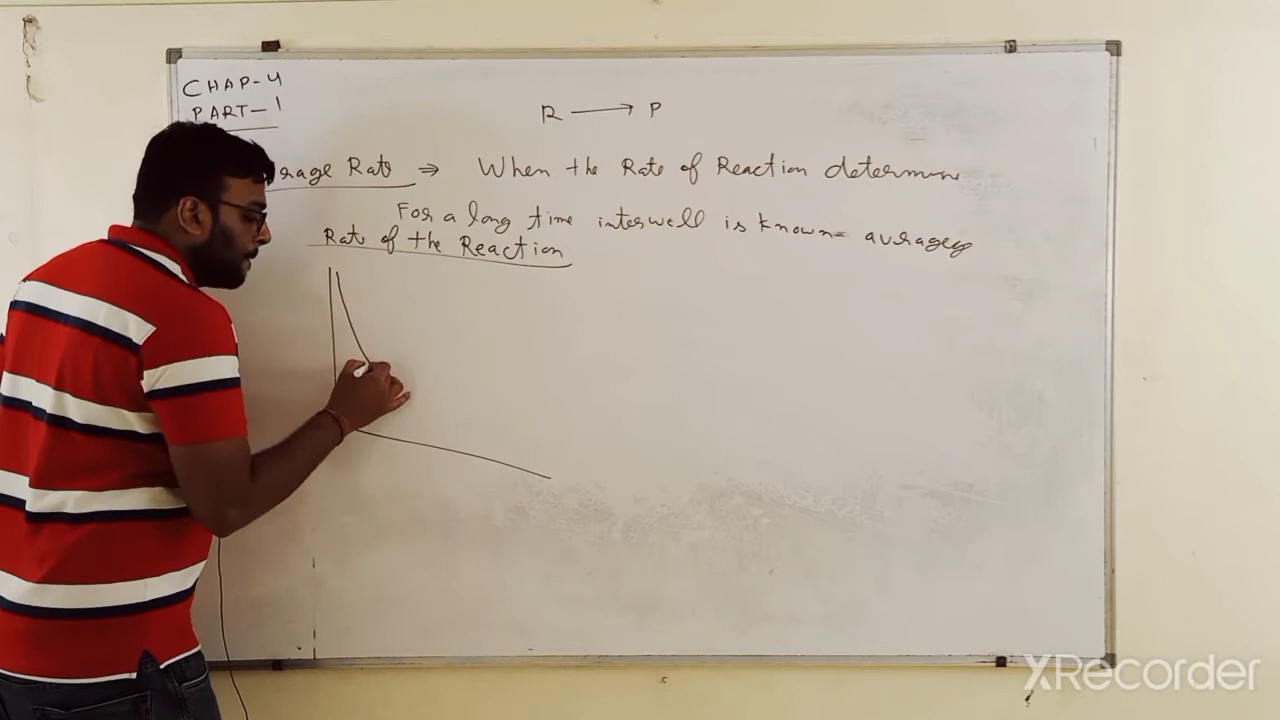 CHAP-4
PART-1
R ⟶ P
rage Rate ⇒ When the Rate of Reaction determine
For a long time interwell is known averagey
Rate of the Reaction
XRecorder